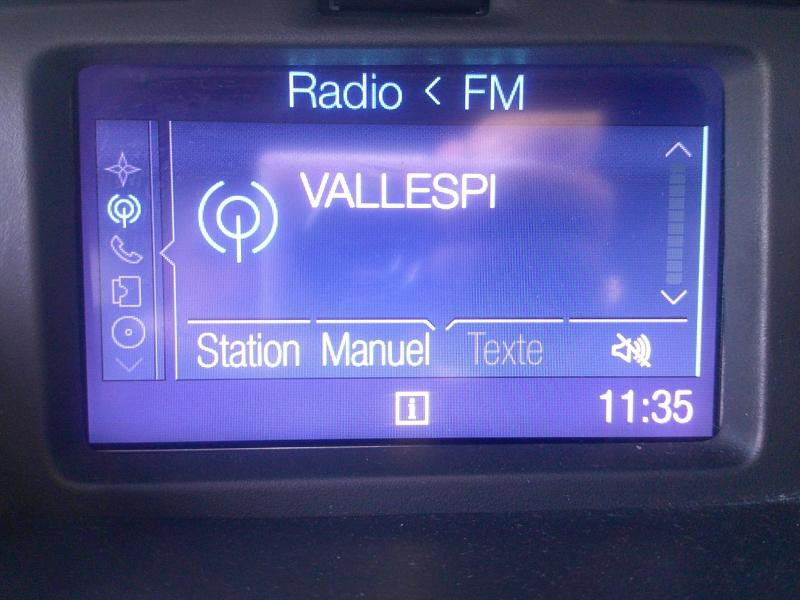 Radio < FM
VALLESPI
Station Manuel Texte
i 11:35